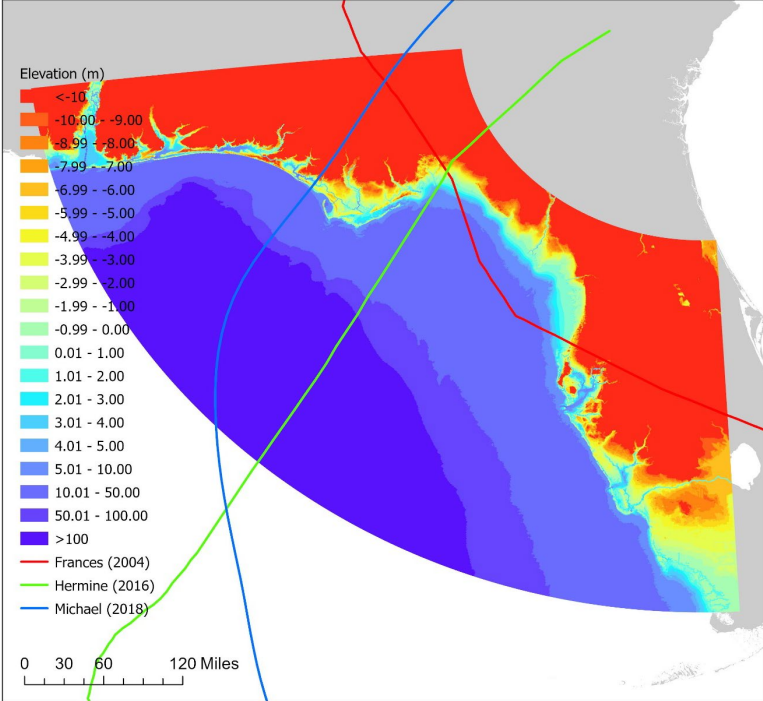 Elevation (m)
<-10
-10.00 - -9.00
-8.99 - -8.00
-7.99 - -7.00
-6.99 - -6.00
-5.99 - -5.00
-4.99 - -4.00
-3.99 - -3.00
-2.99 - -2.00
-1.99 - -1.00
-0.99 - 0.00
0.01 - 1.00
1.01 - 2.00
2.01 - 3.00
3.01 - 4.00
4.01 - 5.00
5.01 - 10.00
10.01 - 50.00
50.01 - 100.00
>100
Frances (2004)
Hermine (2016)
Michael (2018)
0 30 60 120 Miles